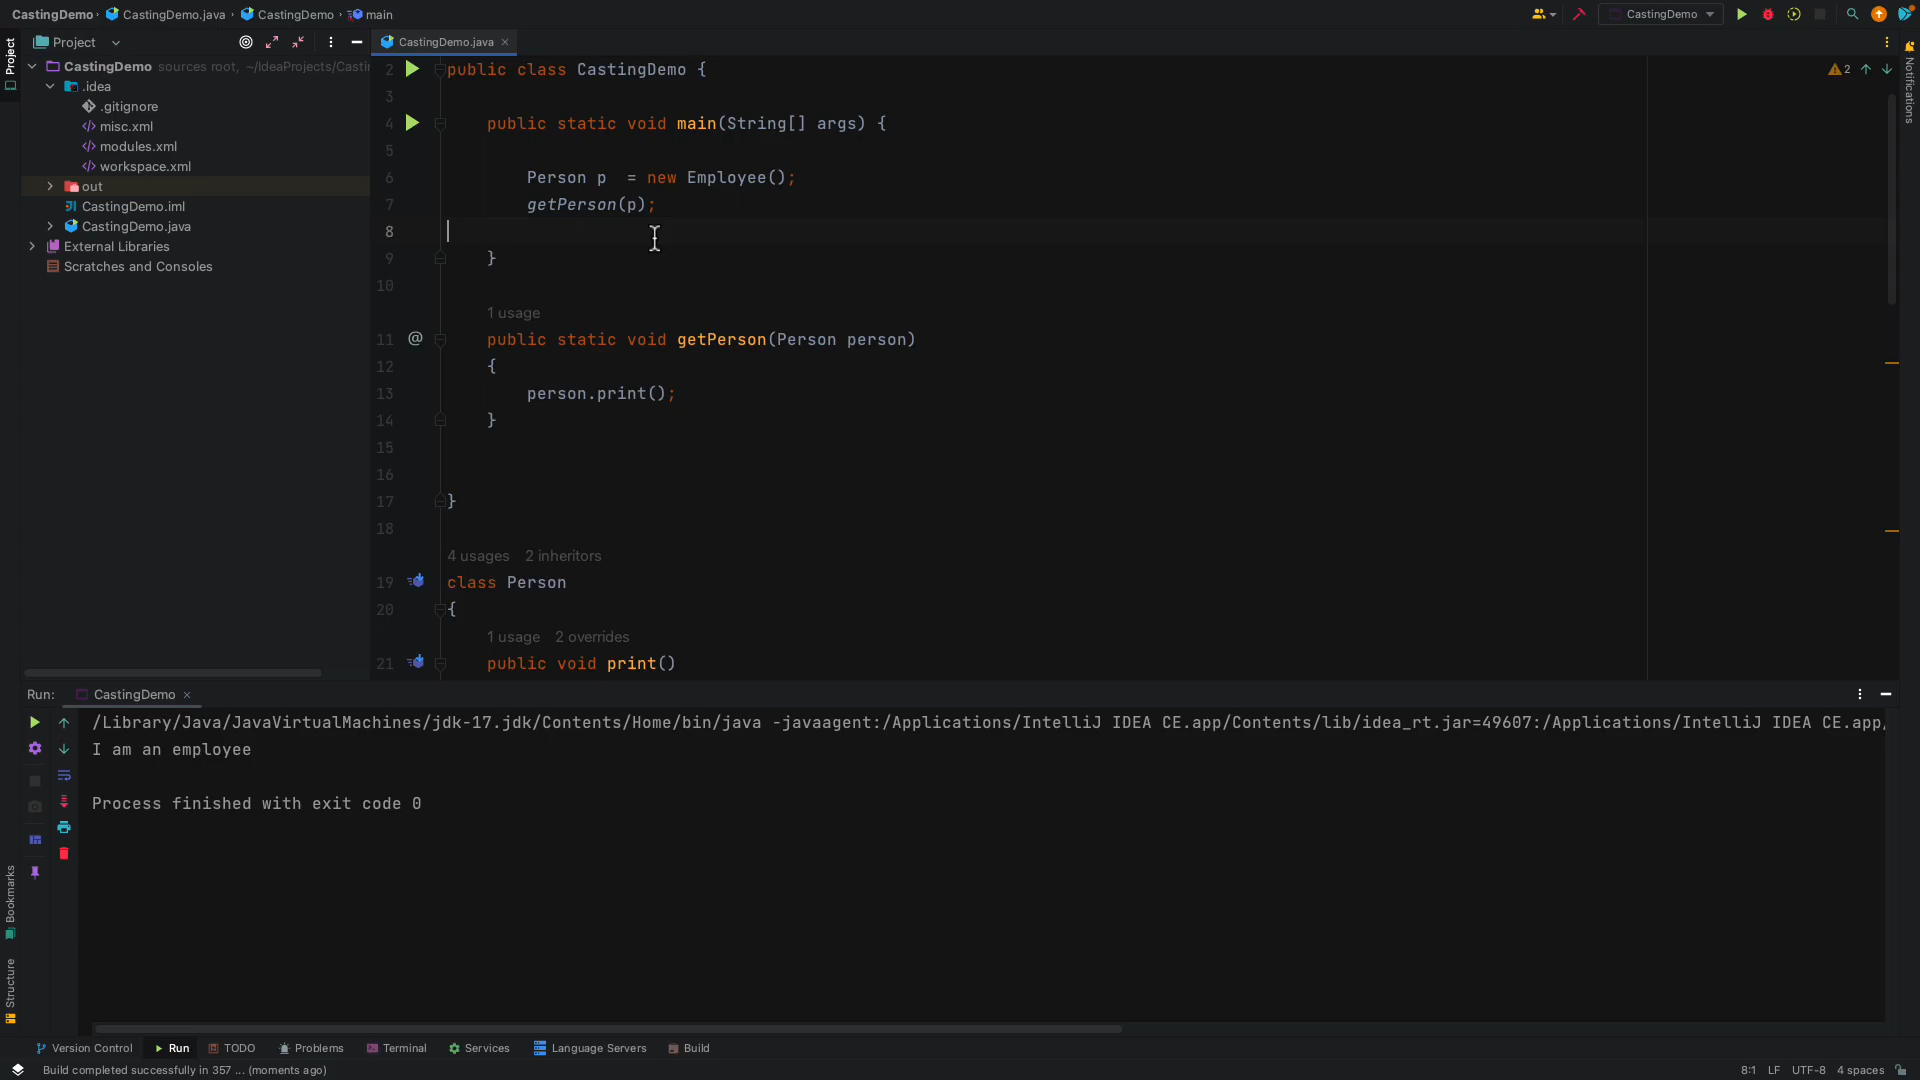 CastingDemo › CastingDemo.java › CastingDemo › main
CastingDemo
Project
CastingDemo.java
Project
CastingDemo sources root, ~/IdeaProjects/Casti
.idea
.gitignore
misc.xml
modules.xml
workspace.xml
out
CastingDemo.iml
CastingDemo.java
External Libraries
Scratches and Consoles
2 public class CastingDemo {
3
4 public static void main(String[] args) {
5
6 Person p  = new Employee();
7 getPerson(p);
8
9 }
10
1 usage
11 @ public static void getPerson(Person person)
12 {
13 person.print();
14 }
15
16
17 }
18
4 usages 2 inheritors
19 class Person
20 {
1 usage 2 overrides
21 public void print()
2
Notifications
Run: CastingDemo
/Library/Java/JavaVirtualMachines/jdk-17.jdk/Contents/Home/bin/java -javaagent:/Applications/IntelliJ IDEA CE.app/Contents/lib/idea_rt.jar=49607:/Applications/IntelliJ IDEA CE.app/
I am an employee
Process finished with exit code 0
Bookmarks
Structure
Version Control Run TODO Problems Terminal Services Language Servers Build
Build completed successfully in 357 ... (moments ago)
8:1 LF UTF-8 4 spaces